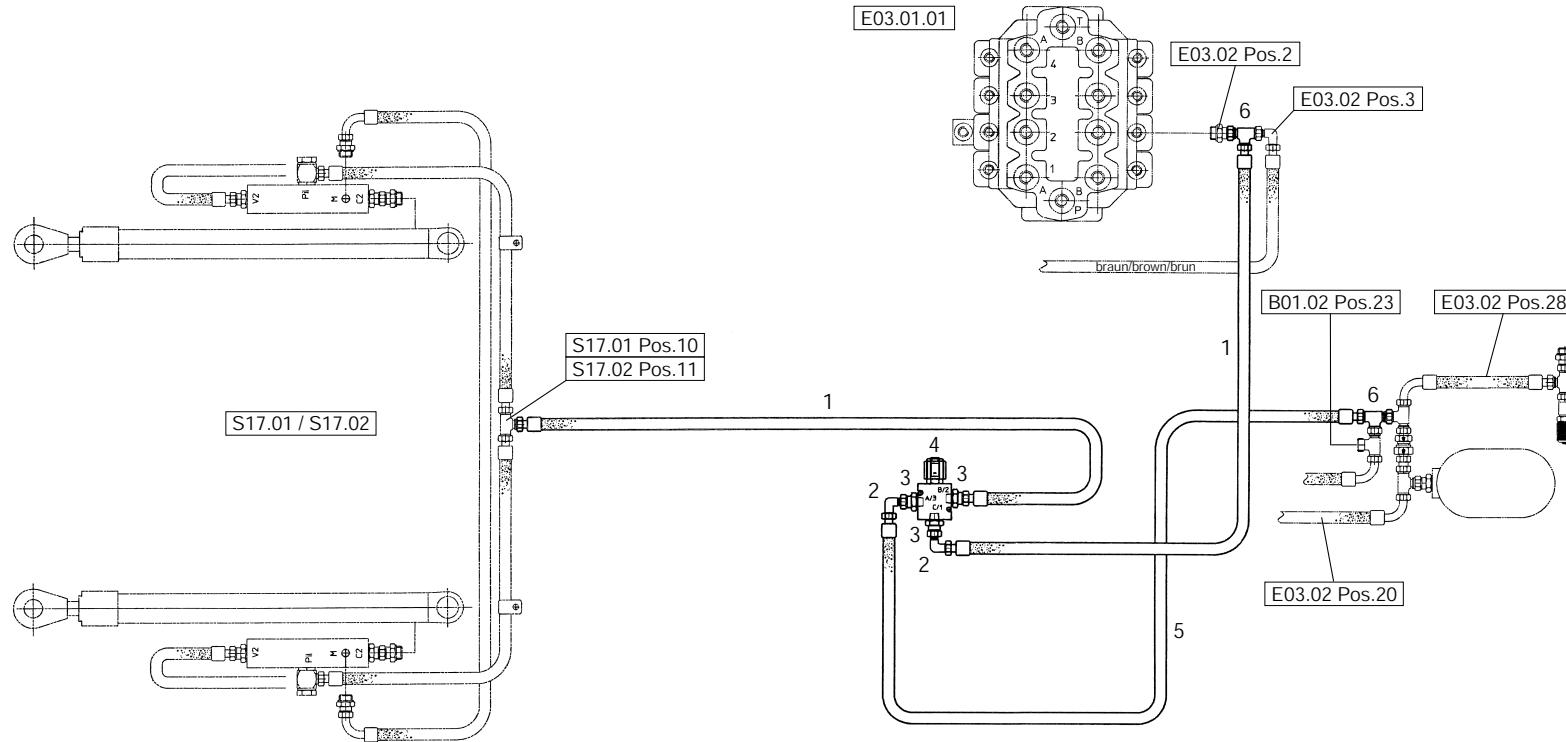 E03.01.01
T
A
B
4
3
2
1
A
B
P
E03.02 Pos.2
6
E03.02 Pos.3
braun/brown/brun
V2
Pil
M
C2
B01.02 Pos.23
E03.02 Pos.28
S17.01 Pos.10
S17.02 Pos.11
1
1
6
S17.01 / S17.02
4
3
3
2
A/3
B/2
C/1
3
2
E03.02 Pos.20
5
V2
Pil
M
C2